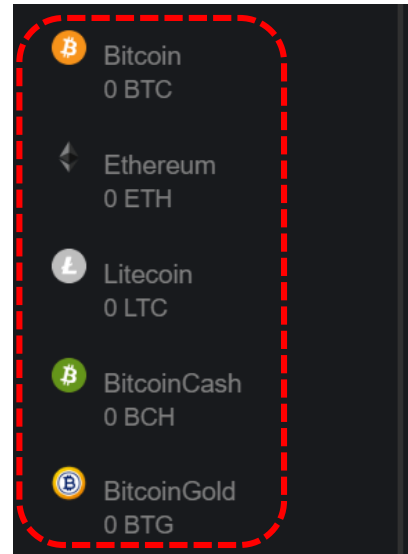 Bitcoin
0 BTC
Ethereum
0 ETH
Litecoin
0 LTC
BitcoinCash
0 BCH
BitcoinGold
0 BTG